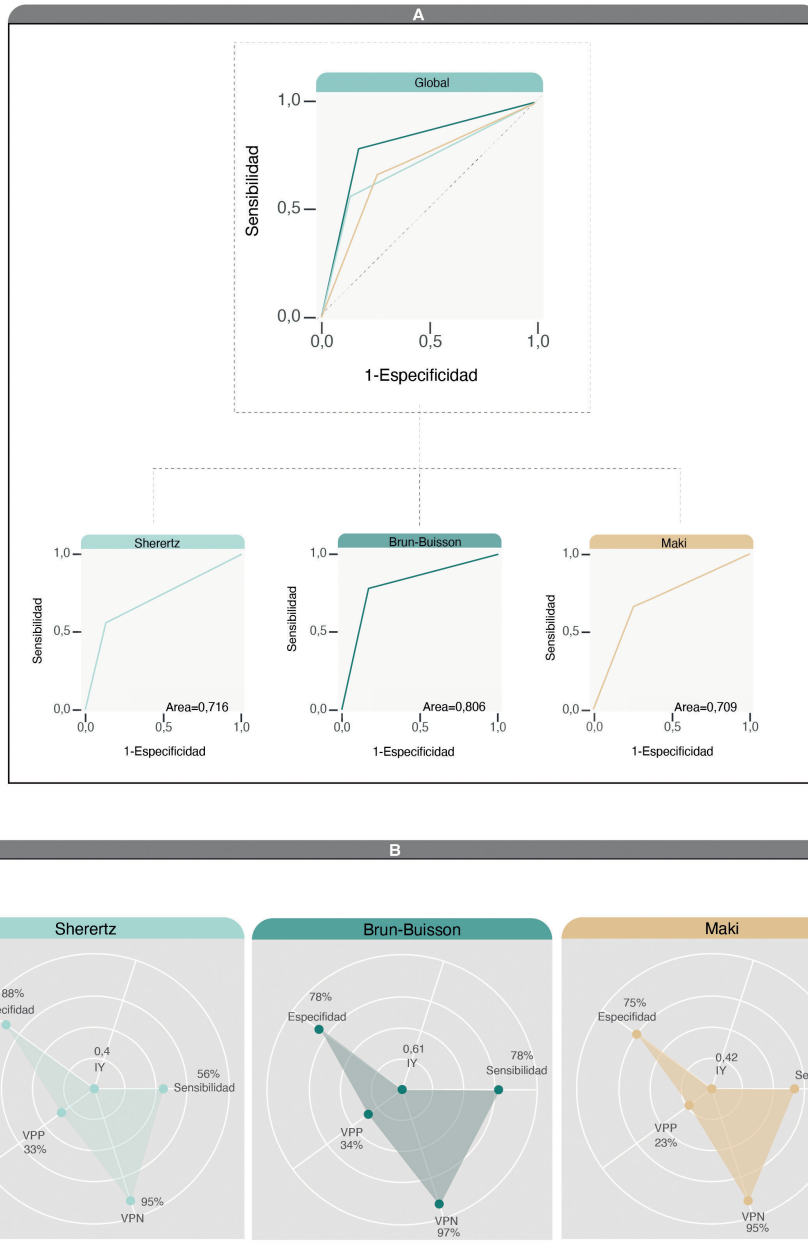 A
Global
1,0
0,5
0,0
Sensibilidad
0,0 0,5 1,0
1-Especificidad
Sherertz
1,0
0,5
0,0
Sensibilidad
Area=0,716
0,0 0,5 1,0
1-Especificidad
Brun-Buisson
1,0
0,5
0,0
Sensibilidad
Area=0,806
0,0 0,5 1,0
1-Especificidad
Maki
1,0
0,5
0,0
Sensibilidad
Area=0,709
0,0 0,5 1,0
1-Especificidad
B
Sherertz
88%
ecifidad
0,4
IY
56%
Sensibilidad
VPP
33%
95%
VPN
Brun-Buisson
78%
Especifidad
0,61
IY
78%
Sensibilidad
VPP
34%
VPN
97%
Maki
75%
Especifidad
0,42
IY
Se
VPP
23%
VPN
95%